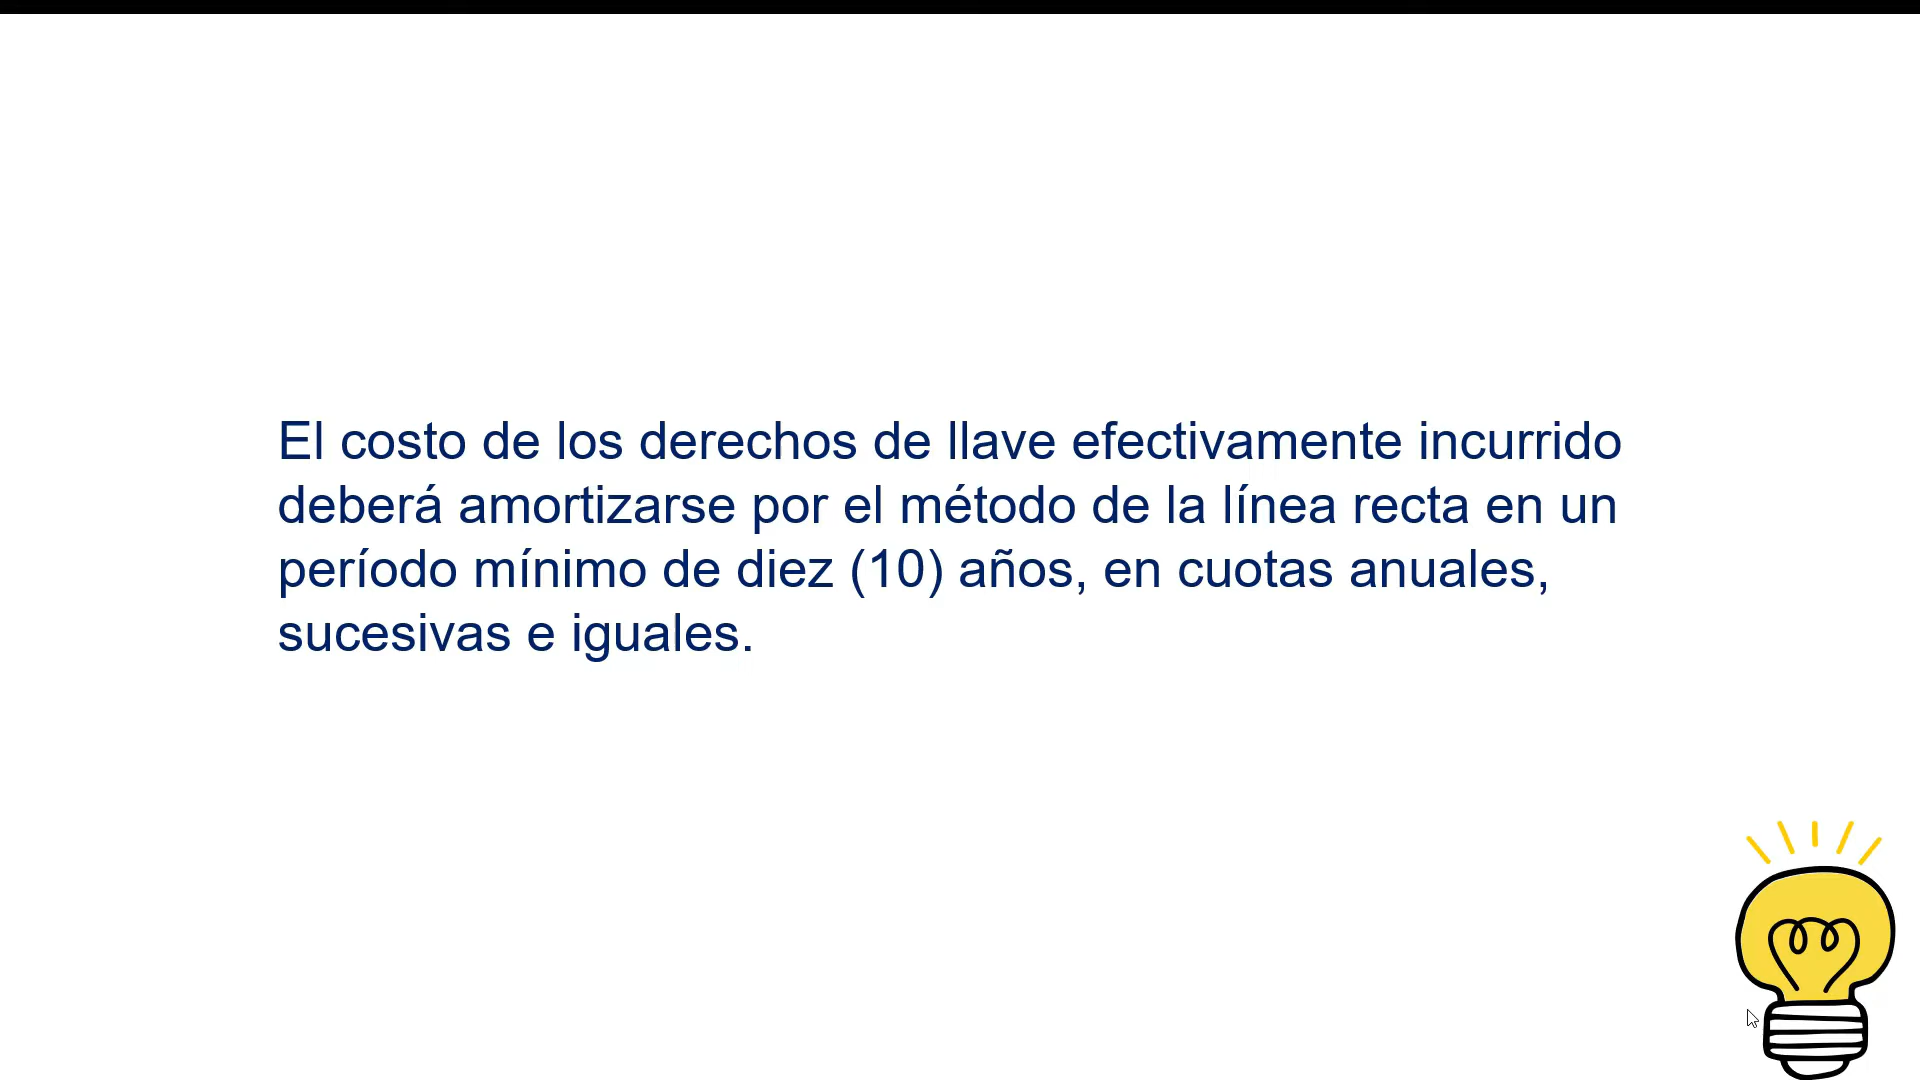 El costo de los derechos de llave efectivamente incurrido
deberá amortizarse por el método de la línea recta en un
período mínimo de diez (10) años, en cuotas anuales,
sucesivas e iguales.